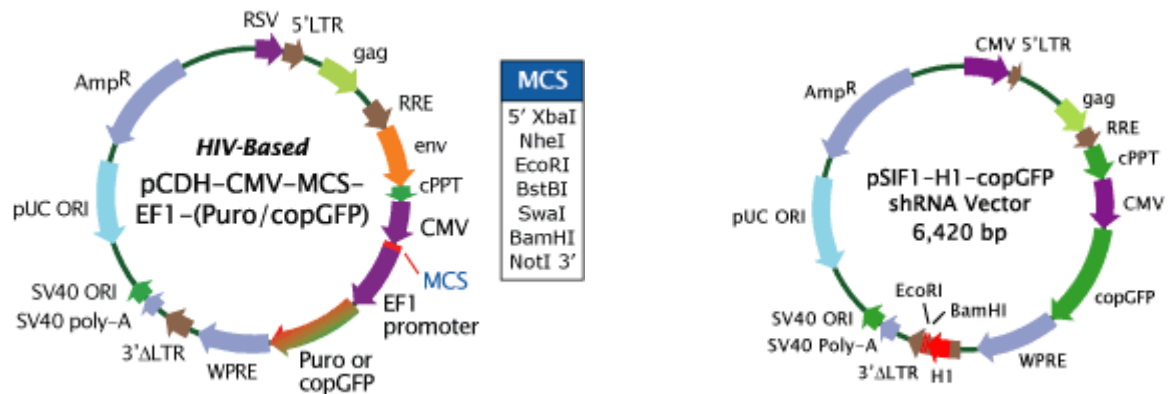 RSV
5'LTR
gag
RRE
env
cPPT
CMV
MCS
EF1
promoter
Puro or
copGFP
WPRE
3'ΔLTR
SV40 poly-A
SV40 ORI
pUC ORI
AmpR
HIV-Based
pCDH-CMV-MCS-
EF1-(Puro/copGFP)
MCS
5' XbaI
NheI
EcoRI
BstBI
SwaI
BamHI
NotI 3'
CMV 5'LTR
gag
RRE
cPPT
CMV
copGFP
WPRE
H1
3'ΔLTR
SV40 Poly-A
SV40 ORI
EcoRI
BamHI
pUC ORI
AmpR
pSIF1-H1-copGFP
shRNA Vector
6,420 bp